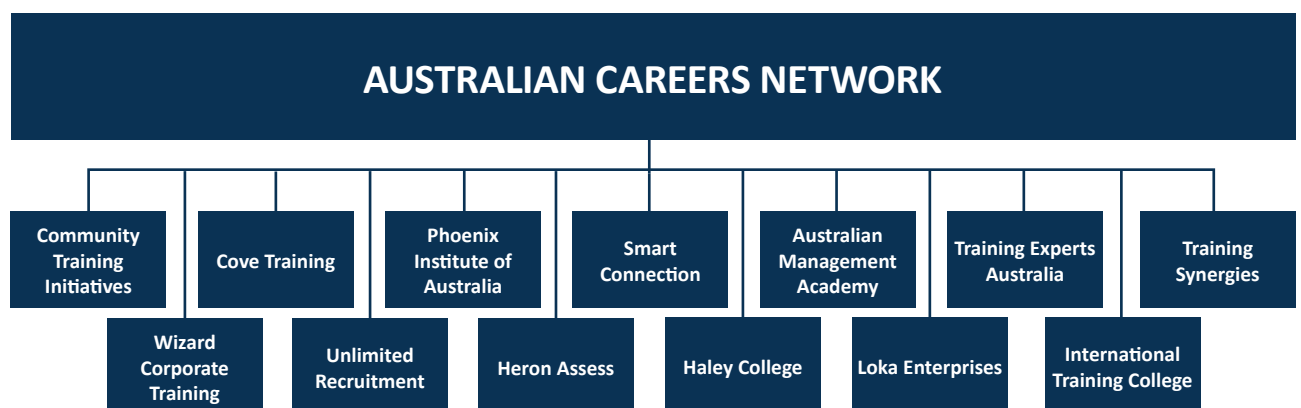 AUSTRALIAN CAREERS NETWORK
Community
Training
Initiatives
Cove Training
Phoenix
Institute of
Australia
Smart
Connection
Australian
Management
Academy
Training Experts
Australia
Training
Synergies
Wizard
Corporate
Training
Unlimited
Recruitment
Heron Assess
Haley College
Loka Enterprises
International
Training College